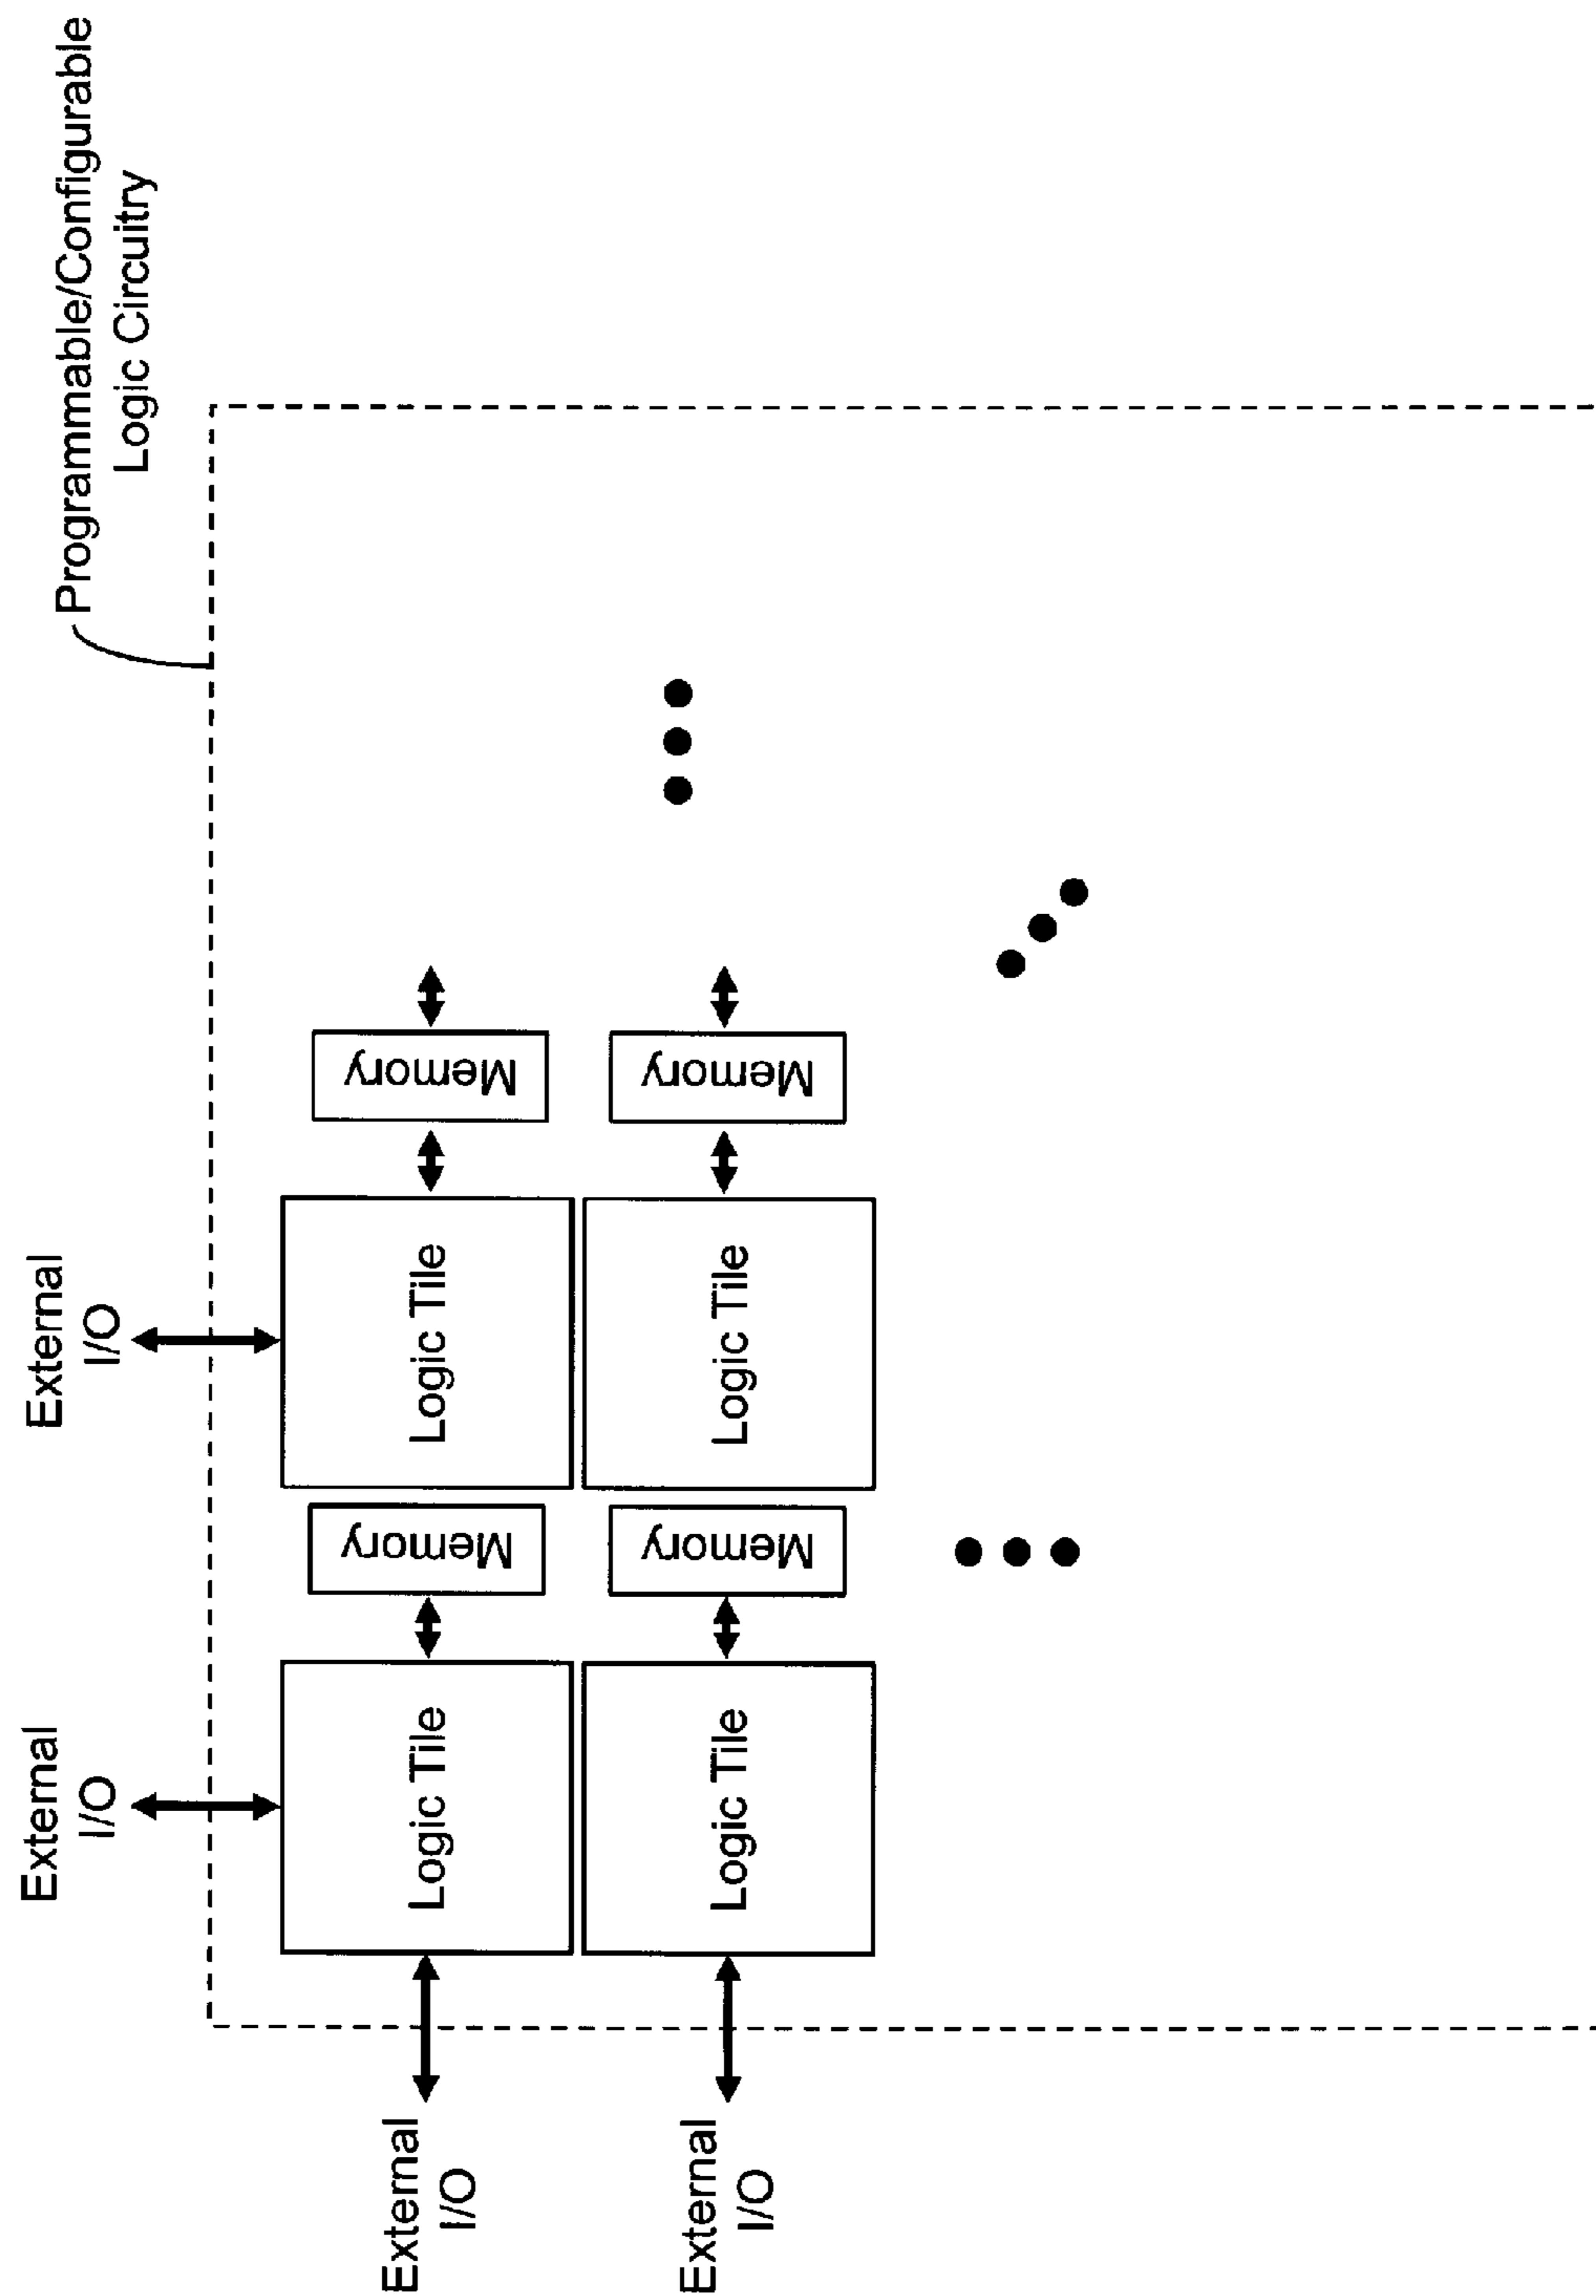 Programmable/Configurable
Logic Circuitry
External
I/O
External
I/O
External
I/O
Logic Tile
Memory
Logic Tile
Memory
External
I/O
Logic Tile
Memory
Logic Tile
Memory